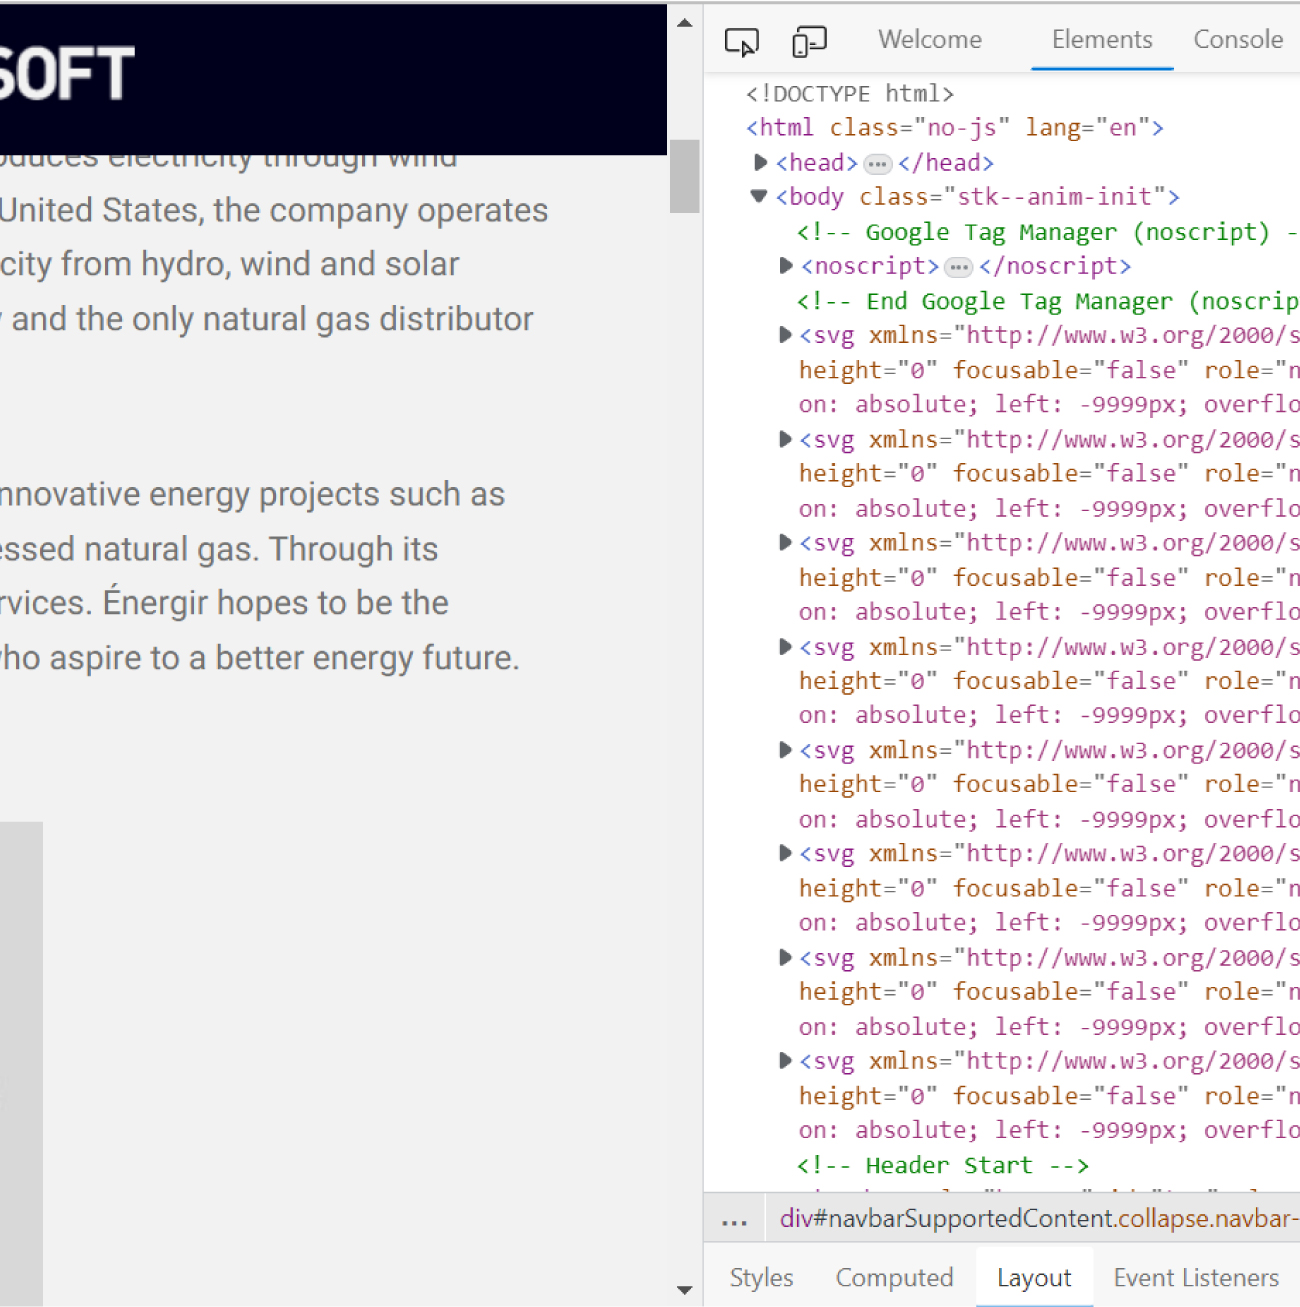 SOFT
oduces electricity through wind
United States, the company operates
city from hydro, wind and solar
and the only natural gas distributor
nnovative energy projects such as
essed natural gas. Through its
rvices. Énergir hopes to be the
who aspire to a better energy future.
Welcome Elements Console
<!DOCTYPE html>
<html class="no-js" lang="en">
<head> ... </head>
<body class="stk--anim-init">
<!-- Google Tag Manager (noscript) -
<noscript> ... </noscript>
<!-- End Google Tag Manager (noscrip
<svg xmlns="http://www.w3.org/2000/s
height="0" focusable="false" role="n
on: absolute; left: -9999px; overflo
<svg xmlns="http://www.w3.org/2000/s
height="0" focusable="false" role="n
on: absolute; left: -9999px; overflo
<svg xmlns="http://www.w3.org/2000/s
height="0" focusable="false" role="n
on: absolute; left: -9999px; overflo
<svg xmlns="http://www.w3.org/2000/s
height="0" focusable="false" role="n
on: absolute; left: -9999px; overflo
<svg xmlns="http://www.w3.org/2000/s
height="0" focusable="false" role="n
on: absolute; left: -9999px; overflo
<svg xmlns="http://www.w3.org/2000/s
height="0" focusable="false" role="n
on: absolute; left: -9999px; overflo
<svg xmlns="http://www.w3.org/2000/s
height="0" focusable="false" role="n
on: absolute; left: -9999px; overflo
<svg xmlns="http://www.w3.org/2000/s
height="0" focusable="false" role="n
on: absolute; left: -9999px; overflo
<!-- Header Start -->
... div#navbarSupportedContent.collapse.navbar-
Styles Computed Layout Event Listeners